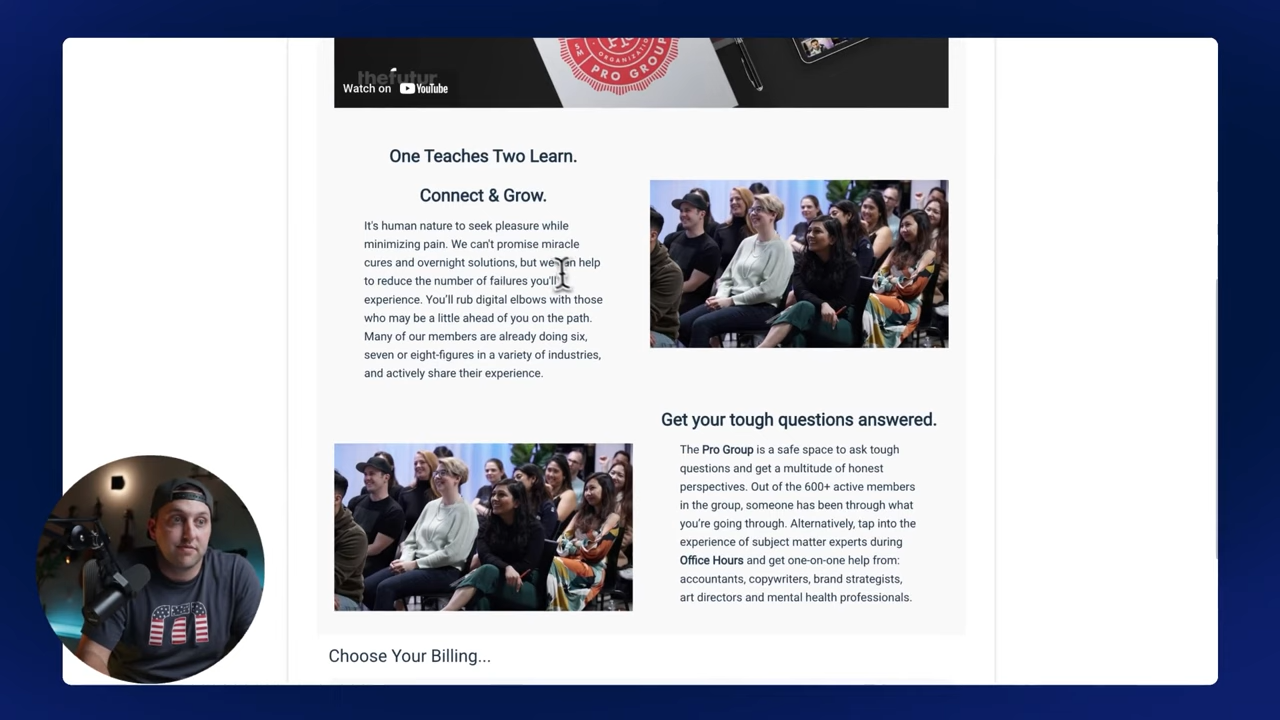 ORGANIZATION
SM
PRO GROUP
thefutur
Watch on YouTube
One Teaches Two Learn.
Connect & Grow.
It's human nature to seek pleasure while
minimizing pain. We can't promise miracle
cures and overnight solutions, but we can help
to reduce the number of failures you'll
experience. You'll rub digital elbows with those
who may be a little ahead of you on the path.
Many of our members are already doing six,
seven or eight-figures in a variety of industries,
and actively share their experience.
Get your tough questions answered.
The Pro Group is a safe space to ask tough
questions and get a multitude of honest
perspectives. Out of the 600+ active members
in the group, someone has been through what
you're going through. Alternatively, tap into the
experience of subject matter experts during
Office Hours and get one-on-one help from:
accountants, copywriters, brand strategists,
art directors and mental health professionals.
Choose Your Billing...